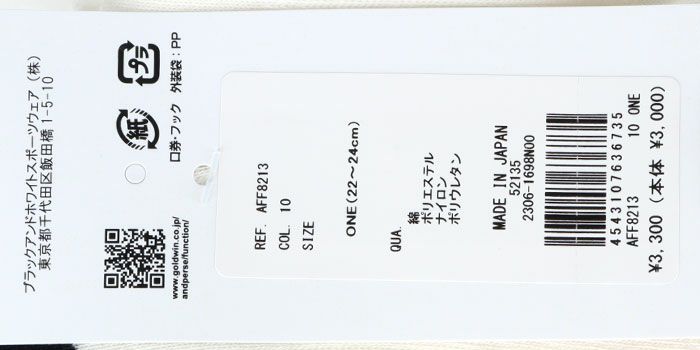 ブラックアンドホワイトスポーツウェア（株）
東京都千代田区飯田橋1-5-10
プラ
外装袋：PP
紙
口券・フック
www.goldwin.co.jp/
andperse/function/
REF. AFF8213
COL. 10
SIZE
ONE(22～24cm)
QUA.
綿
ポリエステル
ナイロン
ポリウレタン
MADE IN JAPAN
52135
2306-1698N00
4543107636735
AFF8213 10 ONE
¥3,300(本体 ¥3,000)